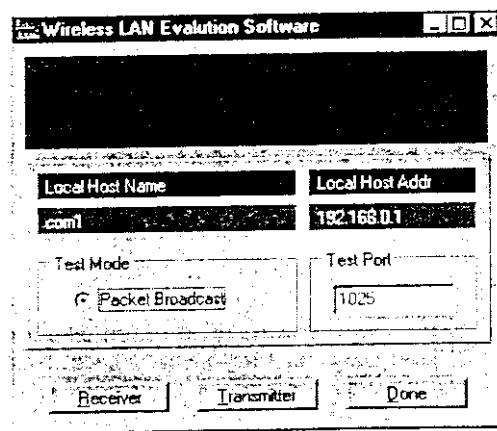 Wireless LAN Evalution Software
Local Host Name
Local Host Addr
com1
192.168.0.1
Test Mode
Test Port
Packet Broadcast
1025
Receiver
Transmitter
Done